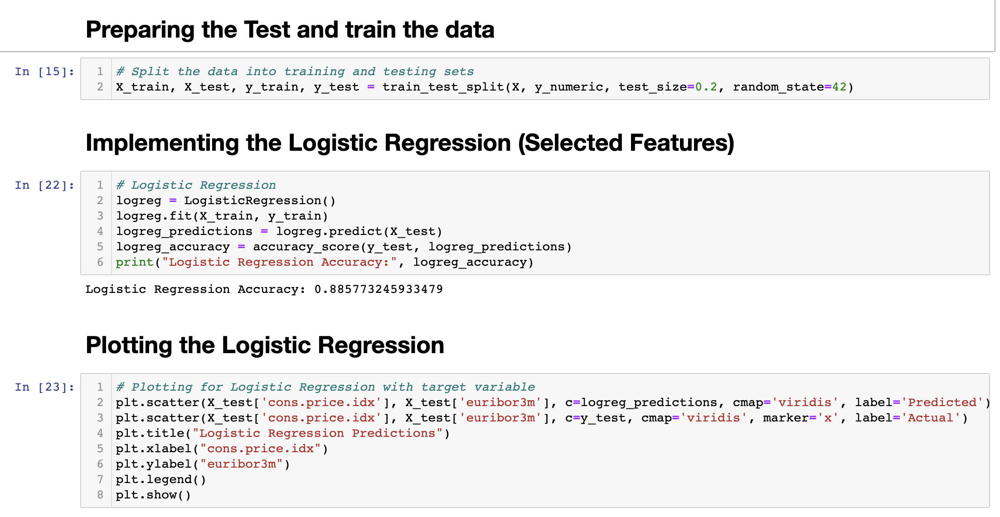 Preparing the Test and train the data
In [15]:
1 # Split the data into training and testing sets
2 X_train, X_test, y_train, y_test = train_test_split(X, y_numeric, test_size=0.2, random_state=42)
Implementing the Logistic Regression (Selected Features)
In [22]:
1 # Logistic Regression
2 logreg = LogisticRegression()
3 logreg.fit(X_train, y_train)
4 logreg_predictions = logreg.predict(X_test)
5 logreg_accuracy = accuracy_score(y_test, logreg_predictions)
6 print("Logistic Regression Accuracy:", logreg_accuracy)
Logistic Regression Accuracy: 0.885773245933479
Plotting the Logistic Regression
In [23]:
1 # Plotting for Logistic Regression with target variable
2 plt.scatter(X_test['cons.price.idx'], X_test['euribor3m'], c=logreg_predictions, cmap='viridis', label='Predicted')
3 plt.scatter(X_test['cons.price.idx'], X_test['euribor3m'], c=y_test, cmap='viridis', marker='x', label='Actual')
4 plt.title("Logistic Regression Predictions")
5 plt.xlabel("cons.price.idx")
6 plt.ylabel("euribor3m")
7 plt.legend()
8 plt.show()